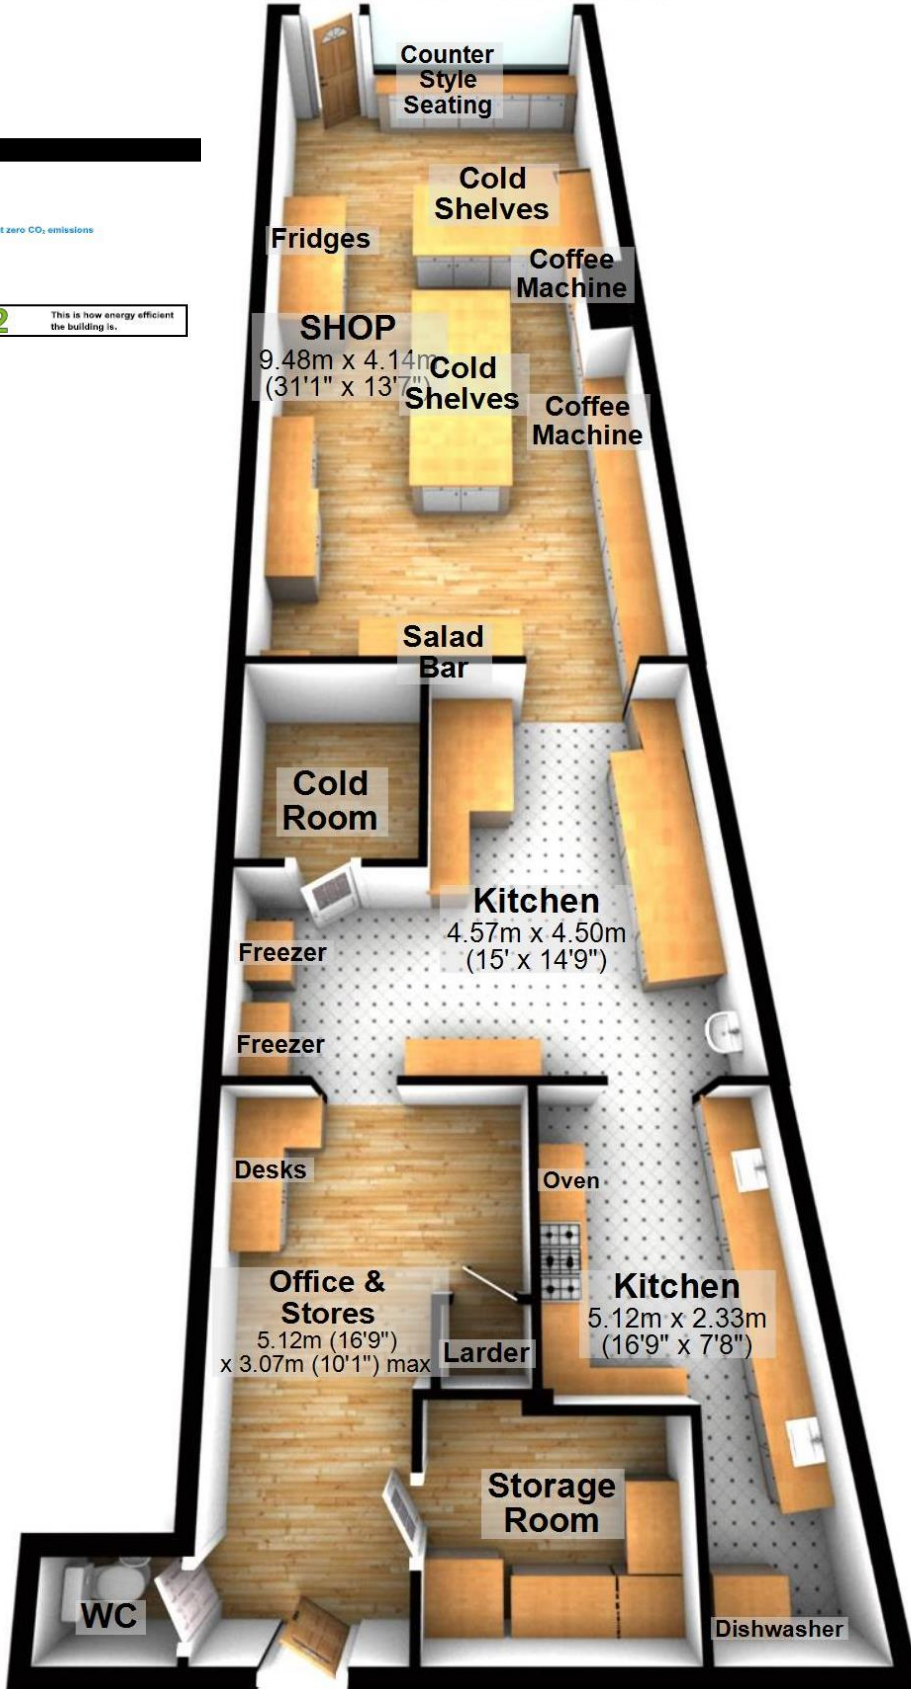 Counter
Style
Seating
Cold
Shelves
t zero CO₂ emissions
Fridges
Coffee
Machine
2
This is how energy efficient
the building is.
SHOP
9.48m x 4.14m
(31'1" x 13'7")
Cold
Shelves
Coffee
Machine
Salad
Bar
Cold
Room
Kitchen
4.57m x 4.50m
(15' x 14'9")
Freezer
Freezer
Desks
Oven
Office &
Stores
5.12m (16'9")
x 3.07m (10'1") max
Kitchen
5.12m x 2.33m
(16'9" x 7'8")
Larder
Storage
Room
WC
Dishwasher